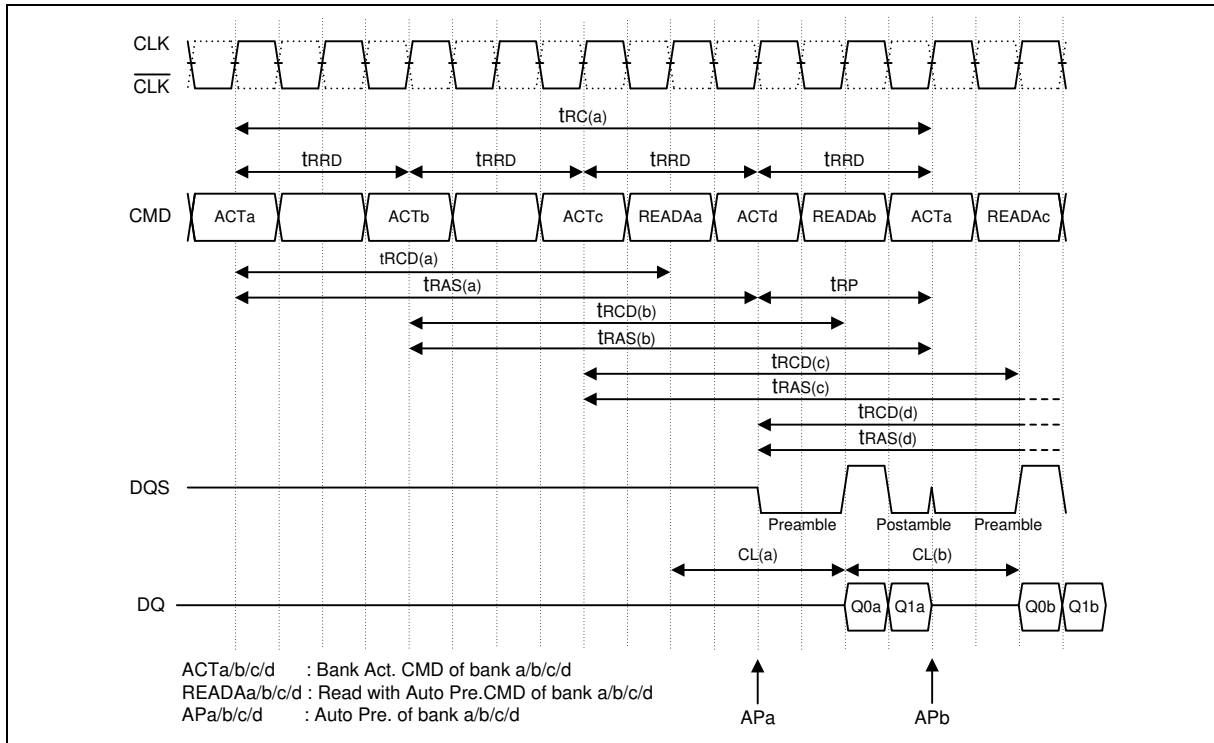 CLK
CLK
tRC(a)
tRRD tRRD tRRD tRRD
CMD ACTa ACTb ACTc READAa ACTd READAb ACTa READAc
tRCD(a)
tRAS(a) tRP
tRCD(b)
tRAS(b)
tRCD(c)
tRAS(c)
tRCD(d)
tRAS(d)
DQS
Preamble Postamble Preamble
CL(a) CL(b)
DQ Q0a Q1a Q0b Q1b
ACTa/b/c/d : Bank Act. CMD of bank a/b/c/d
READAa/b/c/d : Read with Auto Pre.CMD of bank a/b/c/d
APa/b/c/d : Auto Pre. of bank a/b/c/d
APa APb